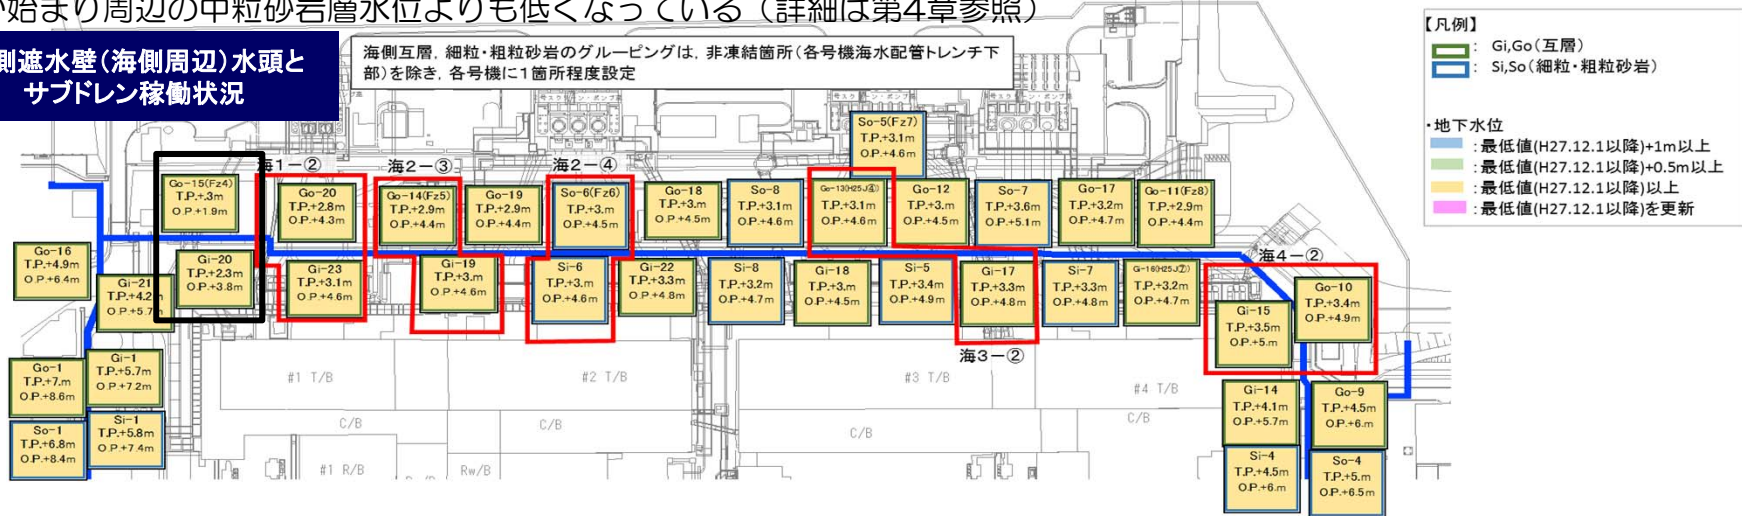 が始まり周辺の中粒砂岩層水位よりも低くなっている（詳細は第4章参照）
側遮水壁（海側周辺）水頭と
サブドレン稼働状況
海側互層，細粒・粗粒砂岩のグルーピングは，非凍結箇所（各号機海水配管トレンチ下
部）を除き，各号機に1箇所程度設定
【凡例】
： Gi,Go（互層）
： Si,So（細粒・粗粒砂岩）
・地下水位
：最低値(H27.12.1以降)+1m以上
：最低値(H27.12.1以降)+0.5m以上
：最低値(H27.12.1以降)以上
：最低値(H27.12.1以降)を更新
So-5(Fz7)
T.P.+3.1m
O.P.+4.6m
海1－②
海2－③
海2－④
Go-15(Fz4)
T.P.+.3m
O.P.+1.9m
Go-20
T.P.+2.8m
O.P.+4.3m
Go-14(Fz5)
T.P.+2.9m
O.P.+4.4m
Go-19
T.P.+2.9m
O.P.+4.4m
So-6(Fz6)
T.P.+3.m
O.P.+4.5m
Go-18
T.P.+3.m
O.P.+4.5m
So-8
T.P.+3.1m
O.P.+4.6m
Go-13(H25J④)
T.P.+3.1m
O.P.+4.6m
Go-12
T.P.+3.m
O.P.+4.5m
So-7
T.P.+3.6m
O.P.+5.1m
Go-17
T.P.+3.2m
O.P.+4.7m
Go-11(Fz8)
T.P.+2.9m
O.P.+4.4m
Go-16
T.P.+4.9m
O.P.+6.4m
Gi-21
T.P.+4.2m
O.P.+5.7m
Gi-20
T.P.+2.3m
O.P.+3.8m
Gi-23
T.P.+3.1m
O.P.+4.6m
Gi-19
T.P.+3.m
O.P.+4.6m
Si-6
T.P.+3.m
O.P.+4.6m
Gi-22
T.P.+3.3m
O.P.+4.8m
Si-8
T.P.+3.2m
O.P.+4.7m
Gi-18
T.P.+3.m
O.P.+4.5m
Si-5
T.P.+3.4m
O.P.+4.9m
Gi-17
T.P.+3.3m
O.P.+4.8m
Si-7
T.P.+3.3m
O.P.+4.8m
Gi-16(H25J⑦)
T.P.+3.2m
O.P.+4.7m
海4－②
Gi-15
T.P.+3.5m
O.P.+5.m
Go-10
T.P.+3.4m
O.P.+4.9m
海3－②
Go-1
T.P.+7.m
O.P.+8.6m
Gi-1
T.P.+5.7m
O.P.+7.2m
So-1
T.P.+6.8m
O.P.+8.4m
Si-1
T.P.+5.8m
O.P.+7.4m
#1 T/B
#2 T/B
#3 T/B
#4 T/B
C/B
C/B
C/B
C/B
#1 R/B
Rw/B
Gi-14
T.P.+4.1m
O.P.+5.7m
Go-9
T.P.+4.5m
O.P.+6.m
Si-4
T.P.+4.5m
O.P.+6.m
So-4
T.P.+5.m
O.P.+6.5m